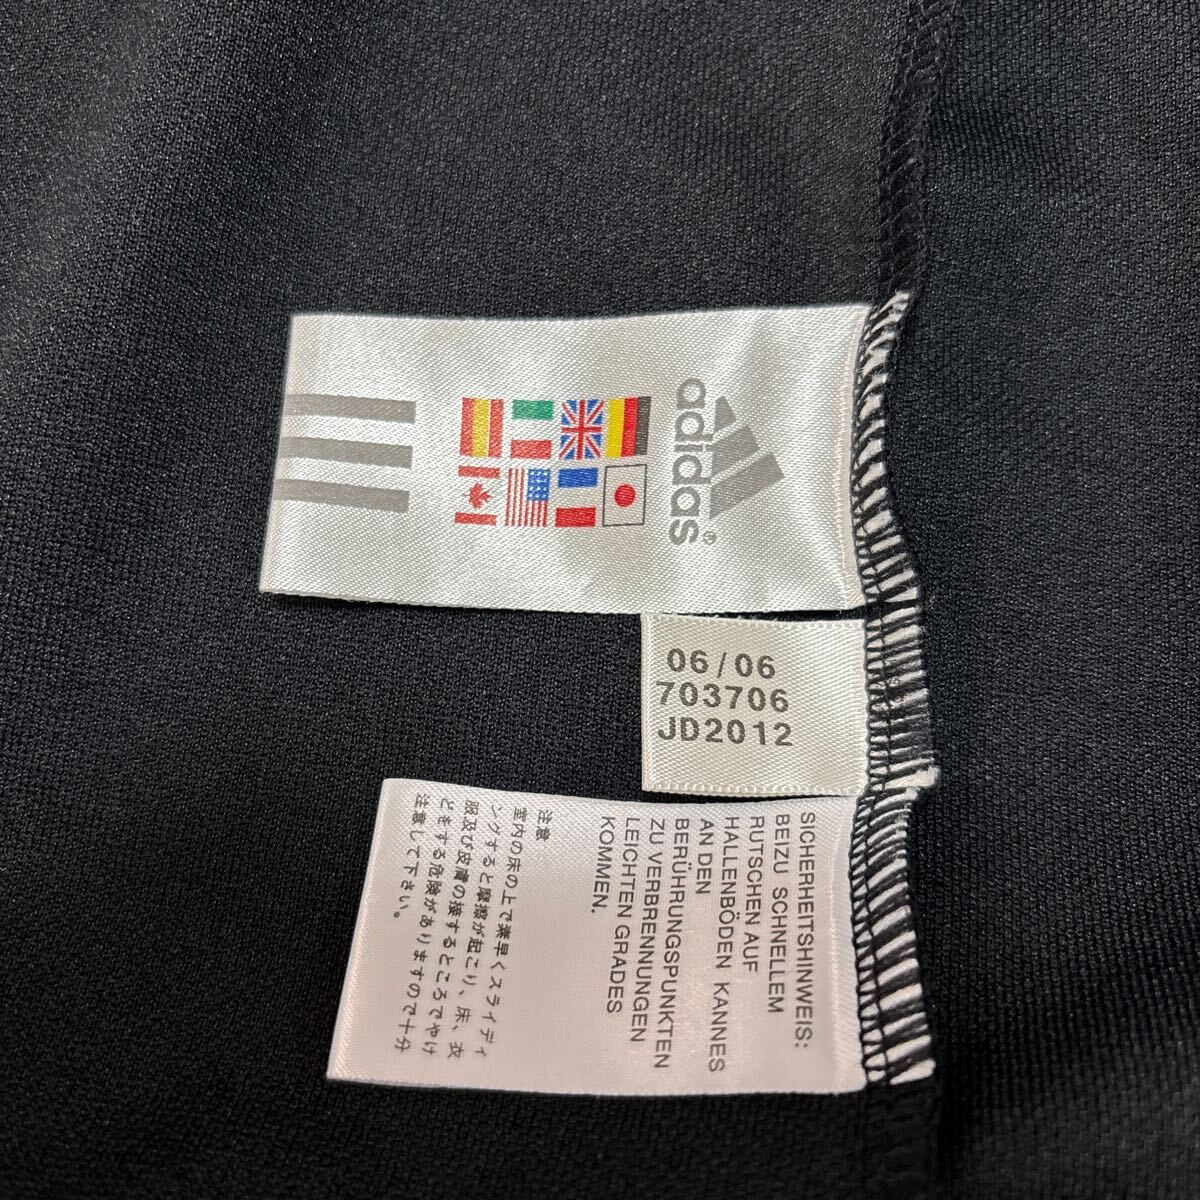 adidas®
06/06
703706
JD2012
SICHERHEITSHINWEIS:
BEIZU SCHNELLEM
RUTSCHEN AUF
HALLENBÖDEN KANNES
AN DEN
BERÜHRUNGSPUNKTEN
ZU VERBRENNUNGEN
LEICHTEN GRADES
KOMMEN.
注意
室内の床の上で素早くスライディ
ングすると摩擦が起こり、床、衣
服及び皮膚の接するところでやけ
どをする危険がありますので十分
注意して下さい。